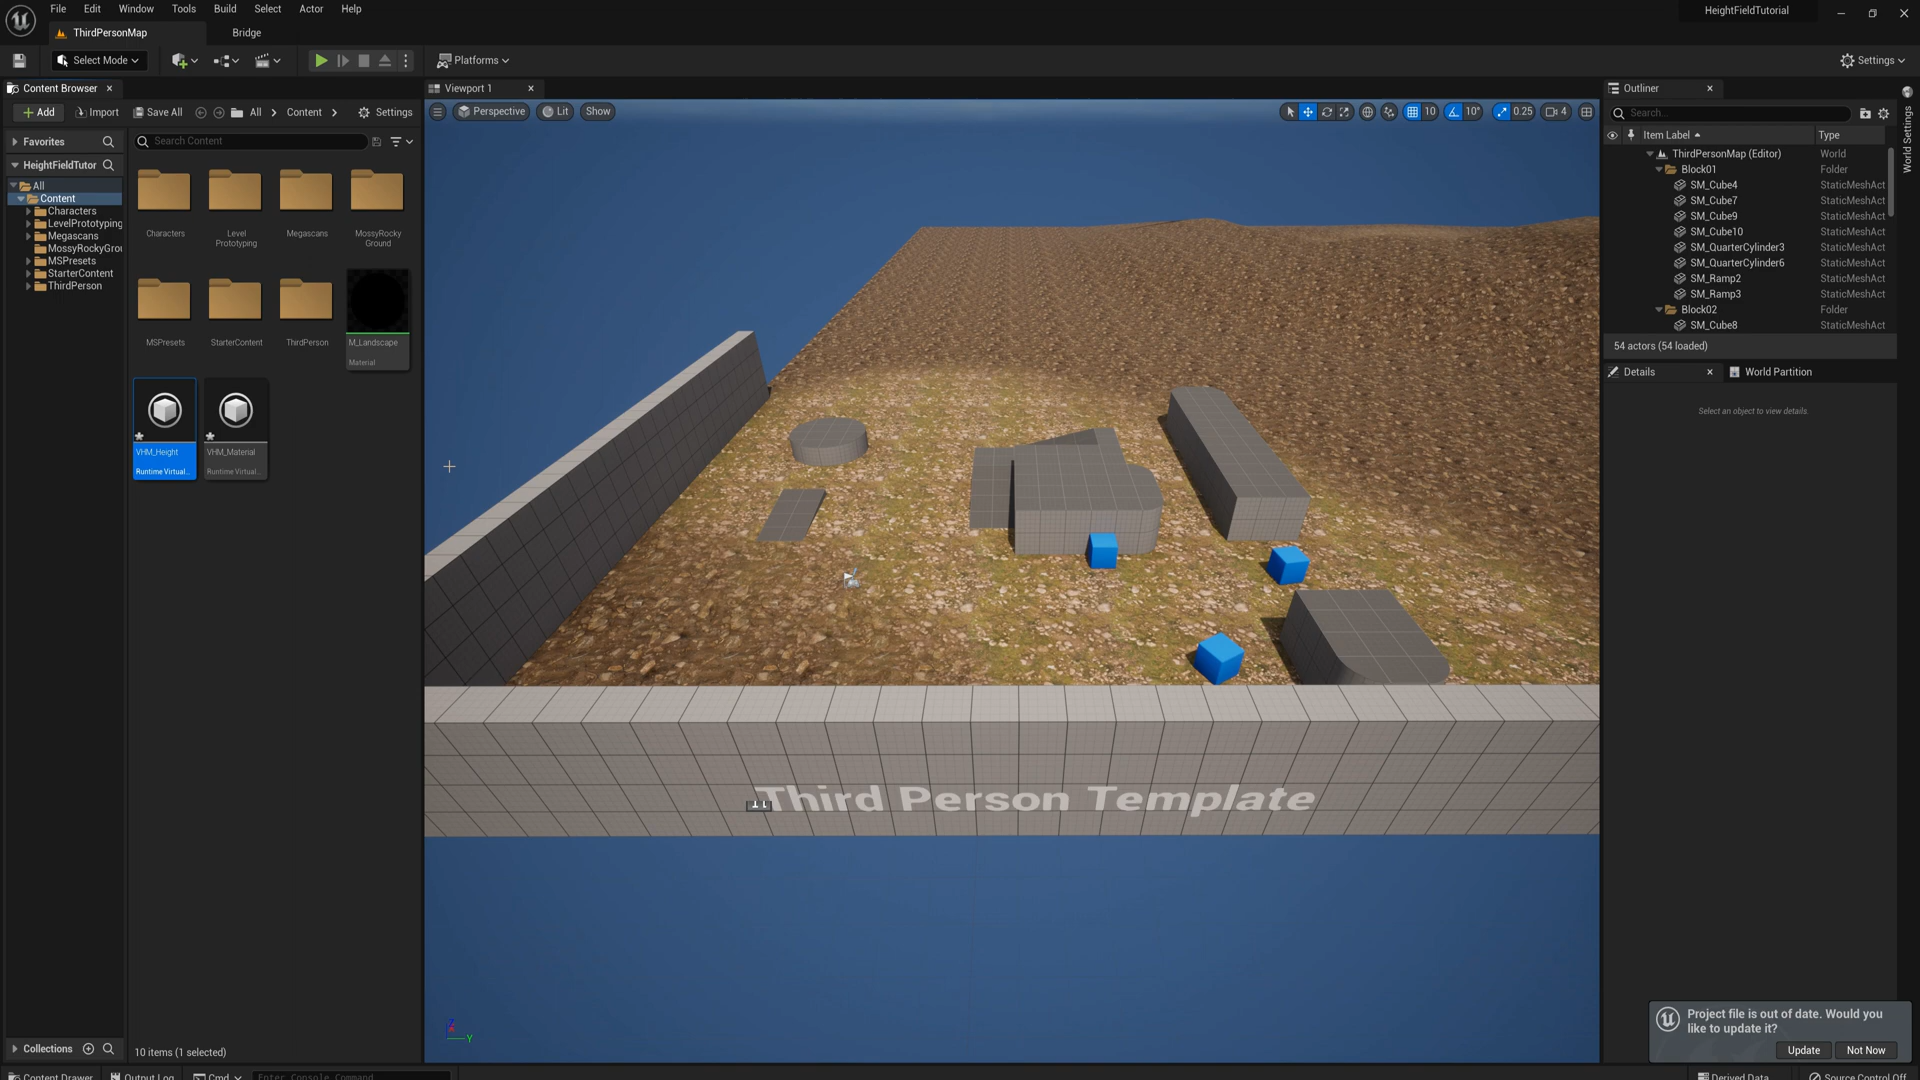 File Edit Window Tools Build Select Actor Help
HeightFieldTutorial
ThirdPersonMap
Bridge
Select Mode
Platforms
Settings
Content Browser
Viewport 1
Outliner
Add
Import
Save All
All
Content
Settings
Perspective
Lit
Show
10
10°
0.25
4
Search...
World Settings
Favorites
Search Content
Item Label
Type
HeightFieldTutor
All
Content
Characters
LevelPrototyping
Megascans
MossyRockyGrou
MSPresets
StarterContent
ThirdPerson
Characters
Level
Prototyping
Megascans
MossyRocky
Ground
MSPresets
StarterContent
ThirdPerson
M_Landscape
Material
VHM_Height
Runtime Virtual...
VHM_Material
Runtime Virtual...
ThirdPersonMap (Editor) World
Block01 Folder
SM_Cube4 StaticMeshAct
SM_Cube7 StaticMeshAct
SM_Cube9 StaticMeshAct
SM_Cube10 StaticMeshAct
SM_QuarterCylinder3 StaticMeshAct
SM_QuarterCylinder6 StaticMeshAct
SM_Ramp2 StaticMeshAct
SM_Ramp3 StaticMeshAct
Block02 Folder
SM_Cube8 StaticMeshAct
54 actors (54 loaded)
Details
World Partition
Select an object to view details.
Third Person Template
Z
Y
Project file is out of date. Would you
like to update it?
Update
Not Now
Collections
10 items (1 selected)
Content Drawer
Output Log
Cmd
Enter Console Command
Derived Data
Source Control Off